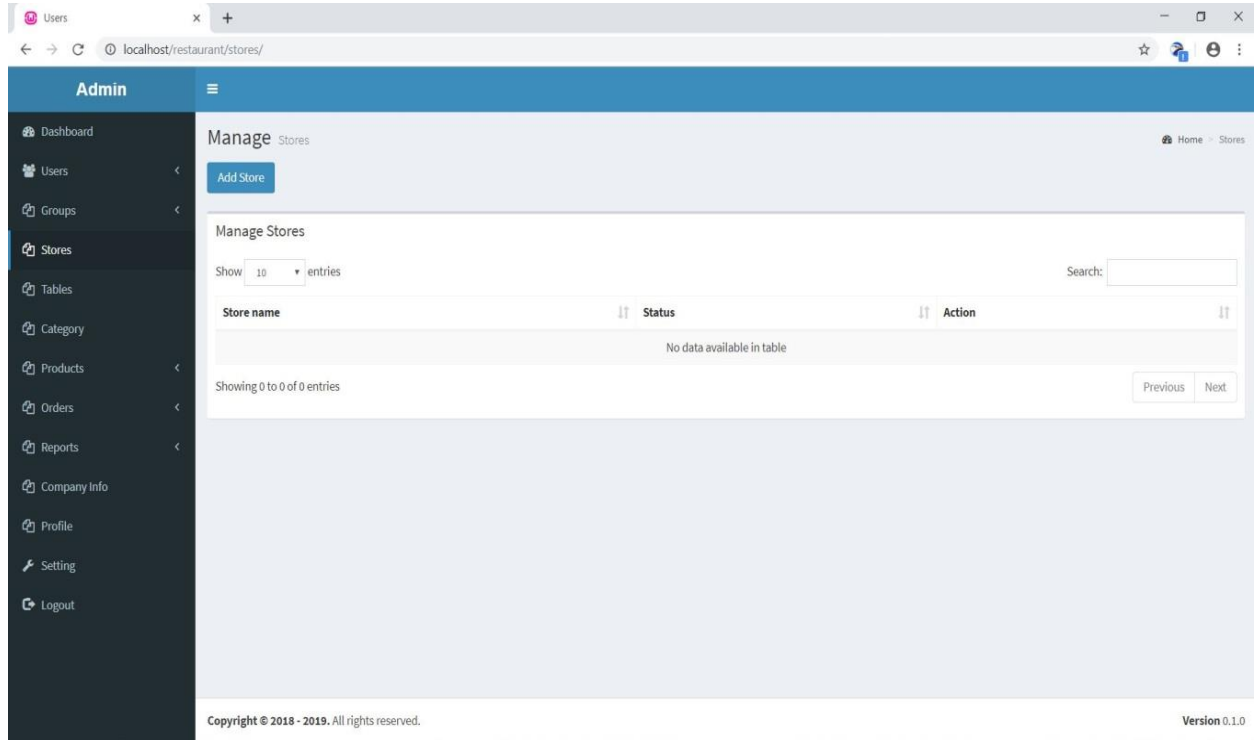 Users
localhost/restaurant/stores/
Admin
Dashboard
Users
Groups
Stores
Tables
Category
Products
Orders
Reports
Company Info
Profile
Setting
Logout
Manage Stores
Home > Stores
Add Store
Manage Stores
Show 10 entries
Search:
Store name Status Action
No data available in table
Showing 0 to 0 of 0 entries
Previous Next
Copyright © 2018 - 2019. All rights reserved.
Version 0.1.0